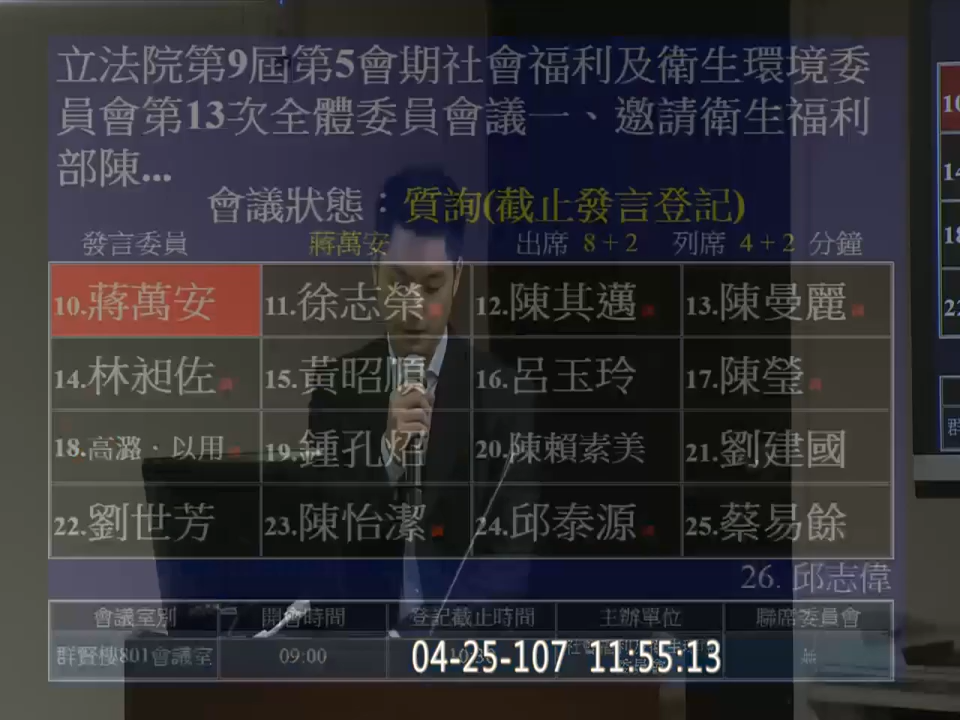 立法院第9屆第5會期社會福利及衛生環境委
員會第13次全體委員會議一、邀請衛生福利
部陳...
會議狀態：質詢(截止發言登記)
發言委員 蔣萬安 出席 8+2 列席 4+2 分鐘
10.蔣萬安 11.徐志榮 12.陳其邁 13.陳曼麗
14.林昶佐 15.黃昭順 16.呂玉玲 17.陳瑩
18.高潞．以用 19.鍾孔炤 20.陳賴素美 21.劉建國
22.劉世芳 23.陳怡潔 24.邱泰源 25.蔡易餘
26. 邱志偉
會議室別 開會時間 登記截止時間 主辦單位 聯席委員會
群賢樓801會議室 09:00
04-25-107 11:55:13